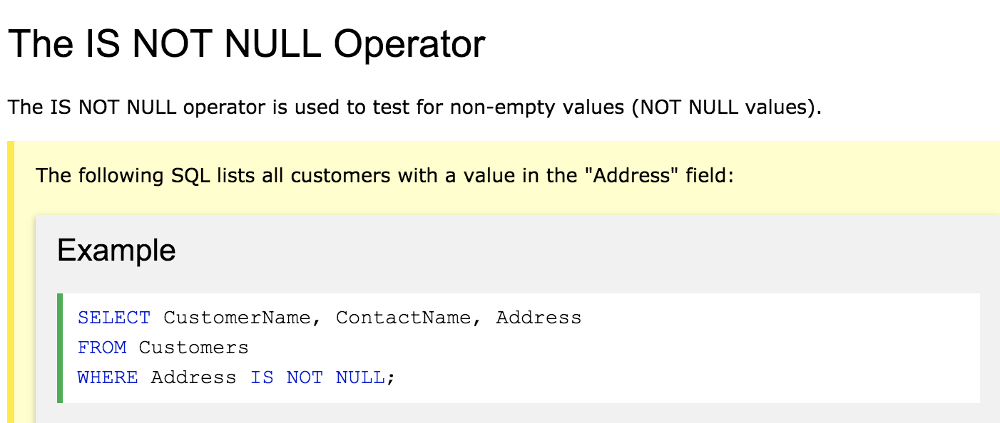 The IS NOT NULL Operator
The IS NOT NULL operator is used to test for non-empty values (NOT NULL values).
The following SQL lists all customers with a value in the "Address" field:
Example
SELECT CustomerName, ContactName, Address
FROM Customers
WHERE Address IS NOT NULL;